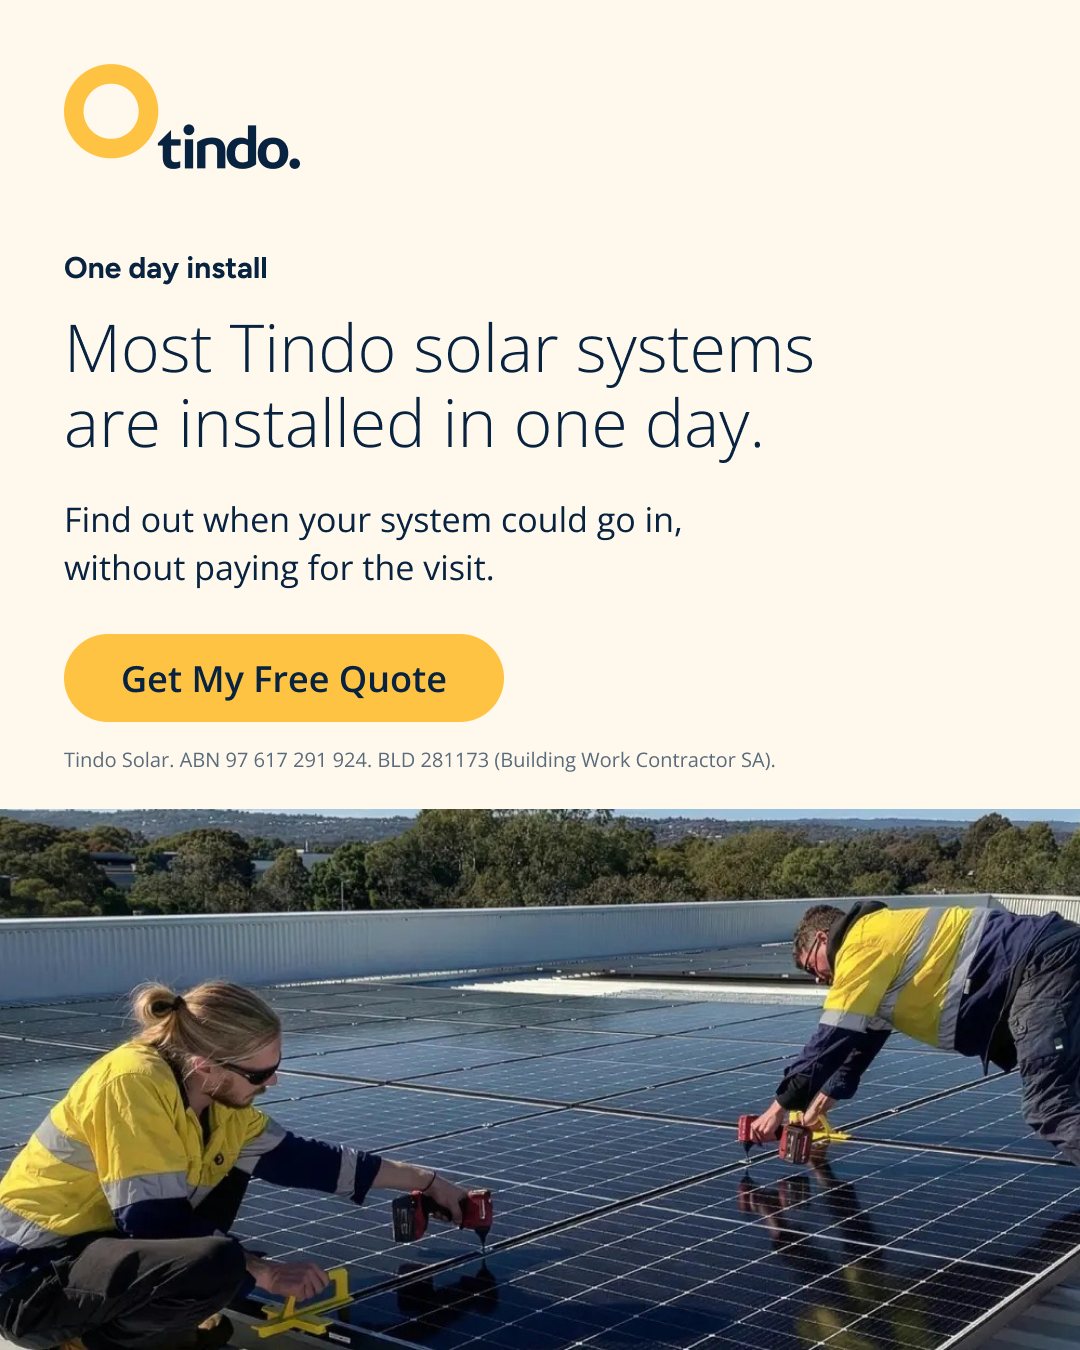 tindo.
One day install
Most Tindo solar systems
are installed in one day.
Find out when your system could go in,
without paying for the visit.
Get My Free Quote
Tindo Solar. ABN 97 617 291 924. BLD 281173 (Building Work Contractor SA).